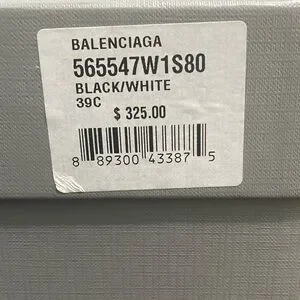 BALENCIAGA
565547W1S80
BLACK/WHITE
39C
$ 325.00
8 89300 43387 5